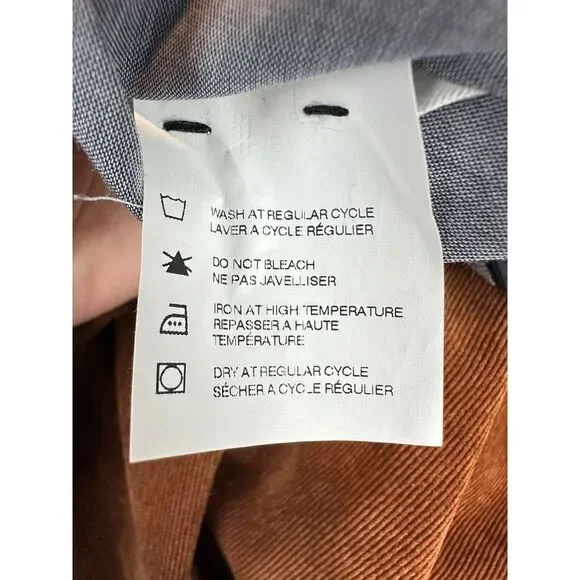 WASH AT REGULAR CYCLE
LAVER A CYCLE RÉGULIER
DO NOT BLEACH
NE PAS JAVELLISER
IRON AT HIGH TEMPERATURE
REPASSER A HAUTE
TEMPÉRATURE
DRY AT REGULAR CYCLE
SÉCHER A CYCLE RÉGULIER